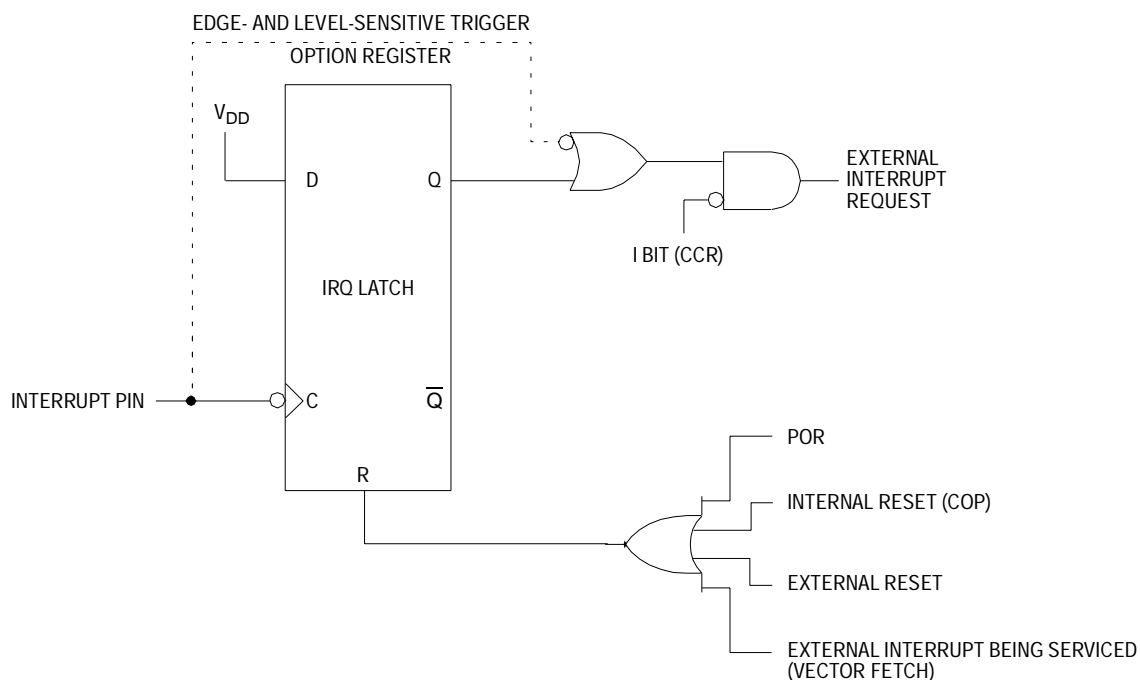 EDGE- AND LEVEL-SENSITIVE TRIGGER
OPTION REGISTER
VDD
D
Q
EXTERNAL
INTERRUPT
REQUEST
I BIT (CCR)
IRQ LATCH
INTERRUPT PIN
C
Q̅
R
POR
INTERNAL RESET (COP)
EXTERNAL RESET
EXTERNAL INTERRUPT BEING SERVICED
(VECTOR FETCH)